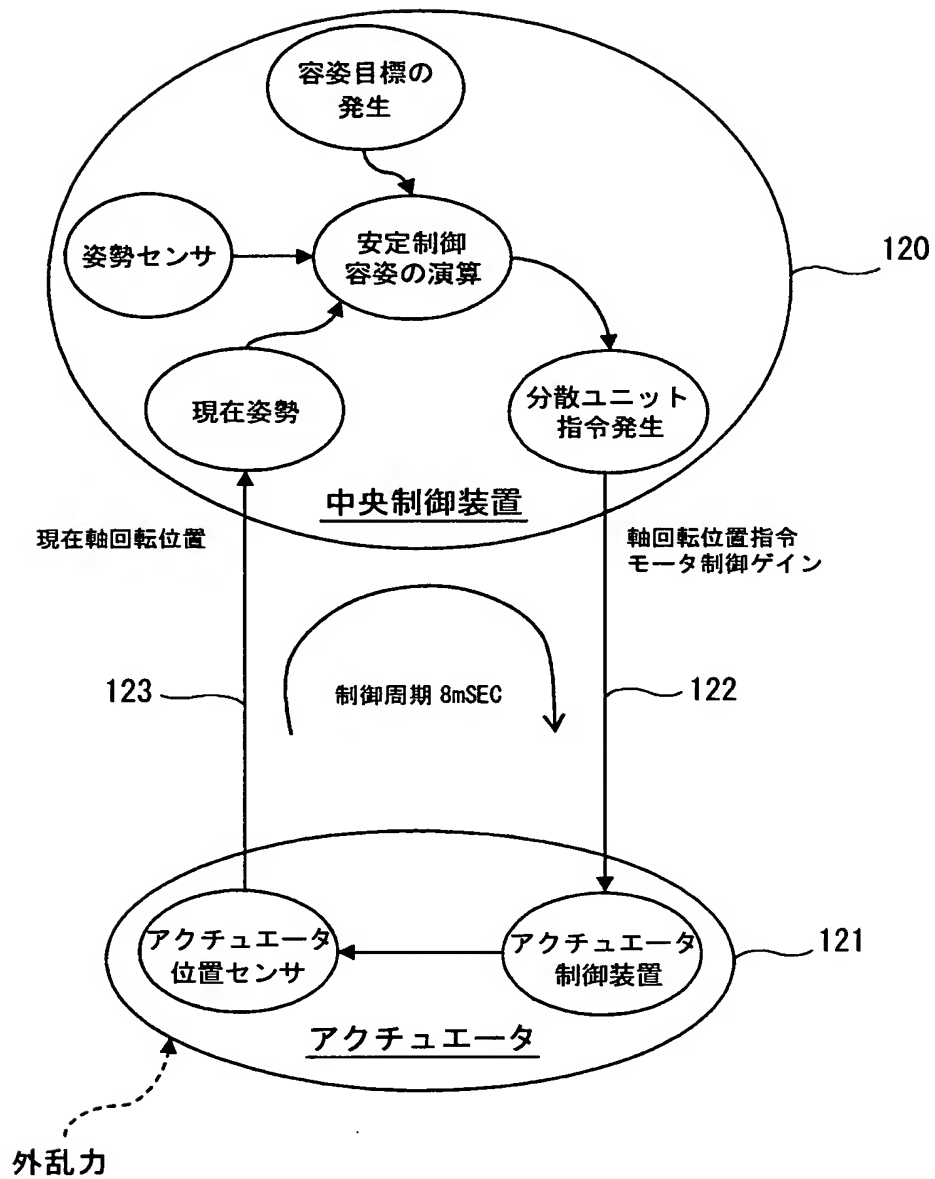 容姿目標の
発生
姿勢センサ
安定制御
容姿の演算
120
現在姿勢
分散ユニット
指令発生
中央制御装置
現在軸回転位置
軸回転位置指令
モータ制御ゲイン
123
制御周期 8mSEC
122
アクチュエータ
位置センサ
アクチュエータ
制御装置
121
アクチュエータ
外乱力